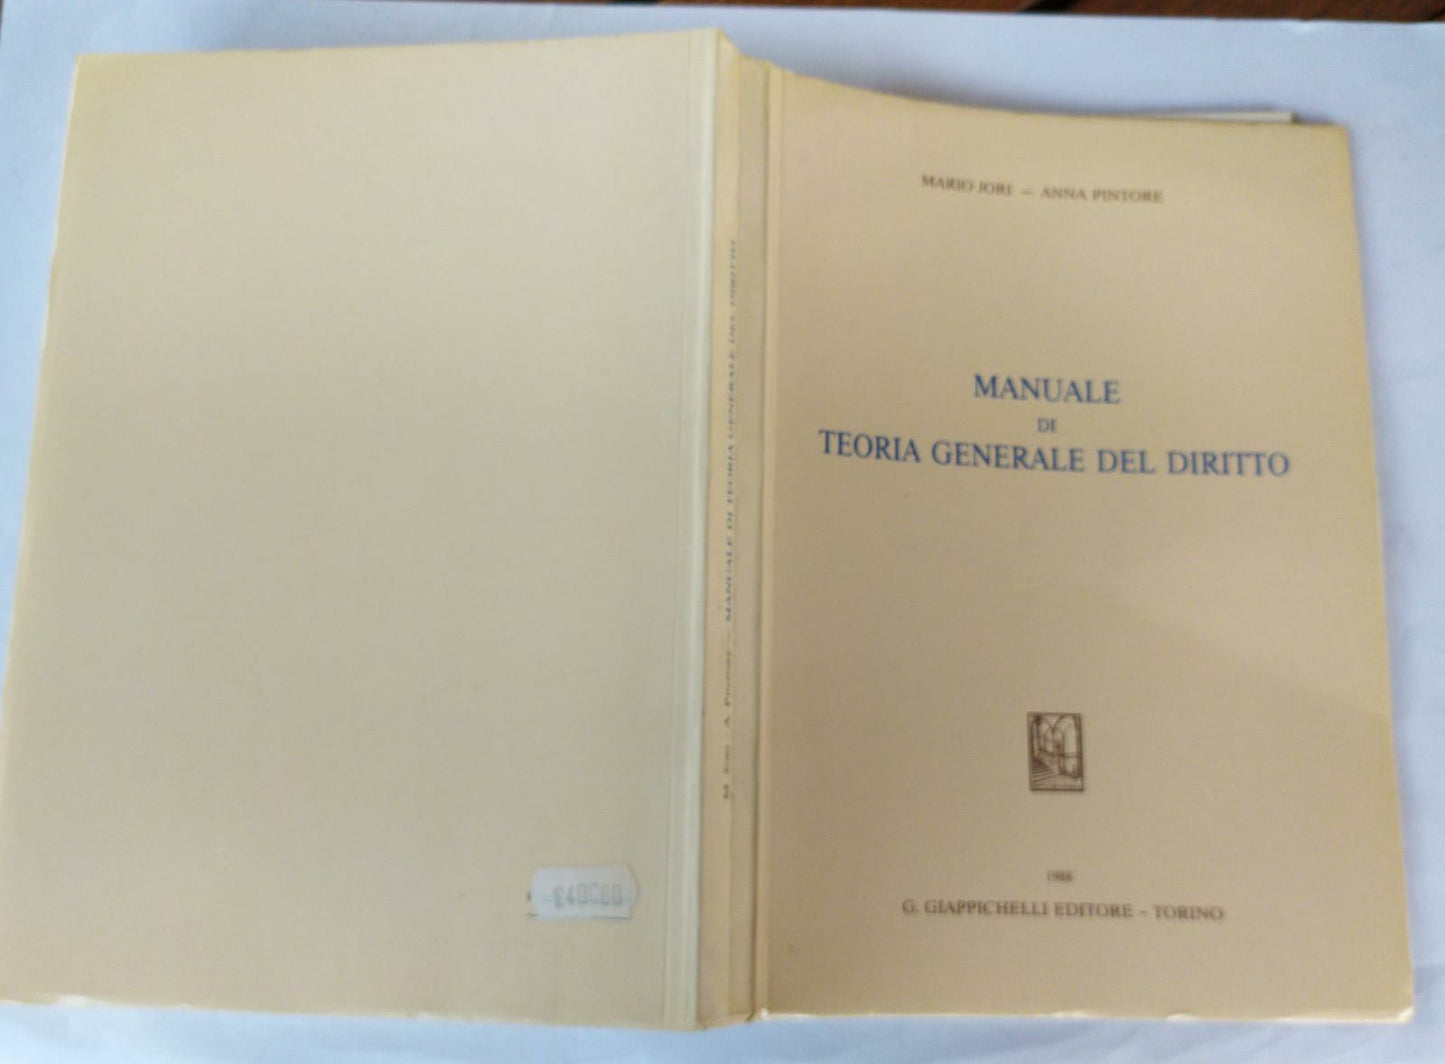 MARIO JORI - ANNA PINTORE
MANUALE
DI
TEORIA GENERALE DEL DIRITTO
1988
G. GIAPPICHELLI EDITORE - TORINO
M. JORI - A. PINTORE - MANUALE DI TEORIA GENERALE DEL DIRITTO